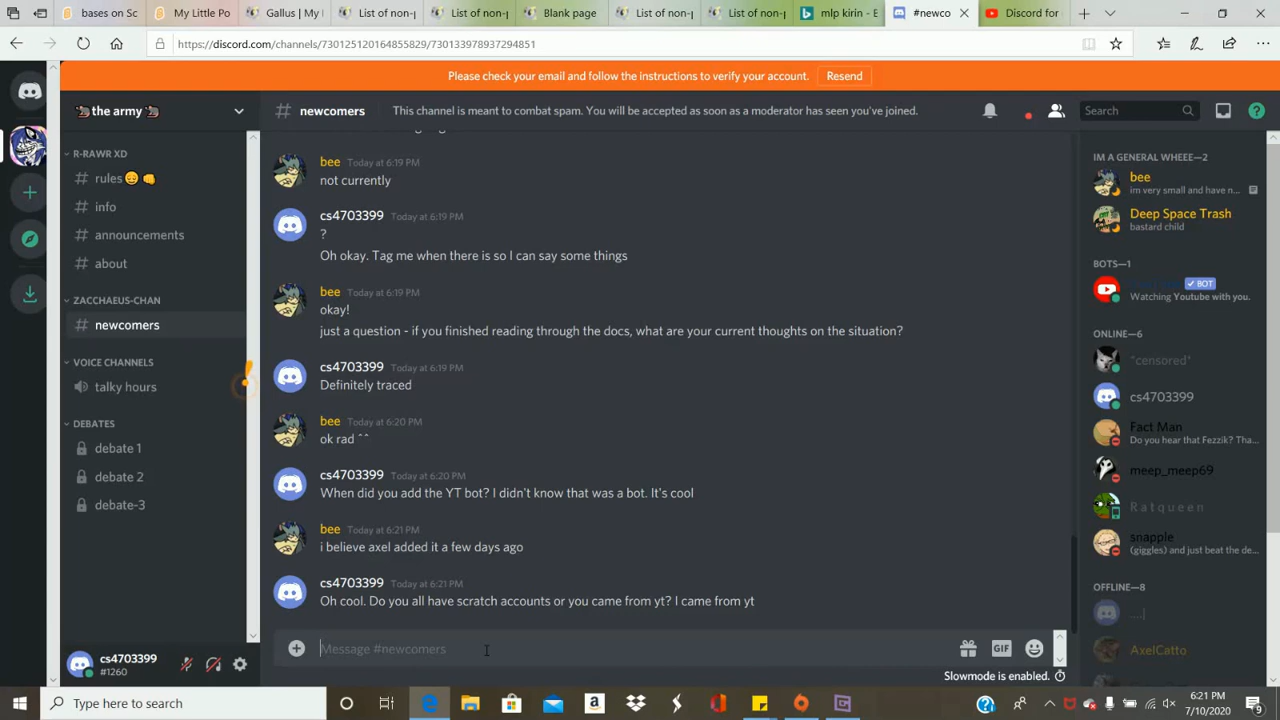 bases on Sc
My Little Po
Gallus | My
List of non-p
List of non-p
Blank page
List of non-p
List of non-p
mlp kirin - B
#newco
Discord for
https://discord.com/channels/730125120164855829/730133978937294851
Please check your email and follow the instructions to verify your account.
Resend
the army
newcomers
This channel is meant to combat spam. You will be accepted as soon as a moderator has seen you've joined.
Search
R-RAWR XD
rules
info
announcements
about
ZACCHAEUS-CHAN
newcomers
VOICE CHANNELS
talky hours
DEBATES
debate 1
debate 2
debate-3
cs4703399
#1260
bee Today at 6:19 PM
not currently
cs4703399 Today at 6:19 PM
?
Oh okay. Tag me when there is so I can say some things
bee Today at 6:19 PM
okay!
just a question - if you finished reading through the docs, what are your current thoughts on the situation?
cs4703399 Today at 6:19 PM
Definitely traced
bee Today at 6:20 PM
ok rad ^^
cs4703399 Today at 6:20 PM
When did you add the YT bot? I didn't know that was a bot. It's cool
bee Today at 6:21 PM
i believe axel added it a few days ago
cs4703399 Today at 6:21 PM
Oh cool. Do you all have scratch accounts or you came from yt? I came from yt
Message #newcomers
GIF
Slowmode is enabled.
IM A GENERAL WHEEE—2
bee
im very small and have n...
Deep Space Trash
bastard child
BOTS—1
BOT
Watching Youtube with you.
ONLINE—6
*censored*
cs4703399
Fact Man
Do you hear that Fezzik? Tha...
meep_meep69
Ratqueen
snapple
(giggles) and just beat the de...
OFFLINE—8
...|
AxelCatto
Type here to search
6:21 PM
7/10/2020